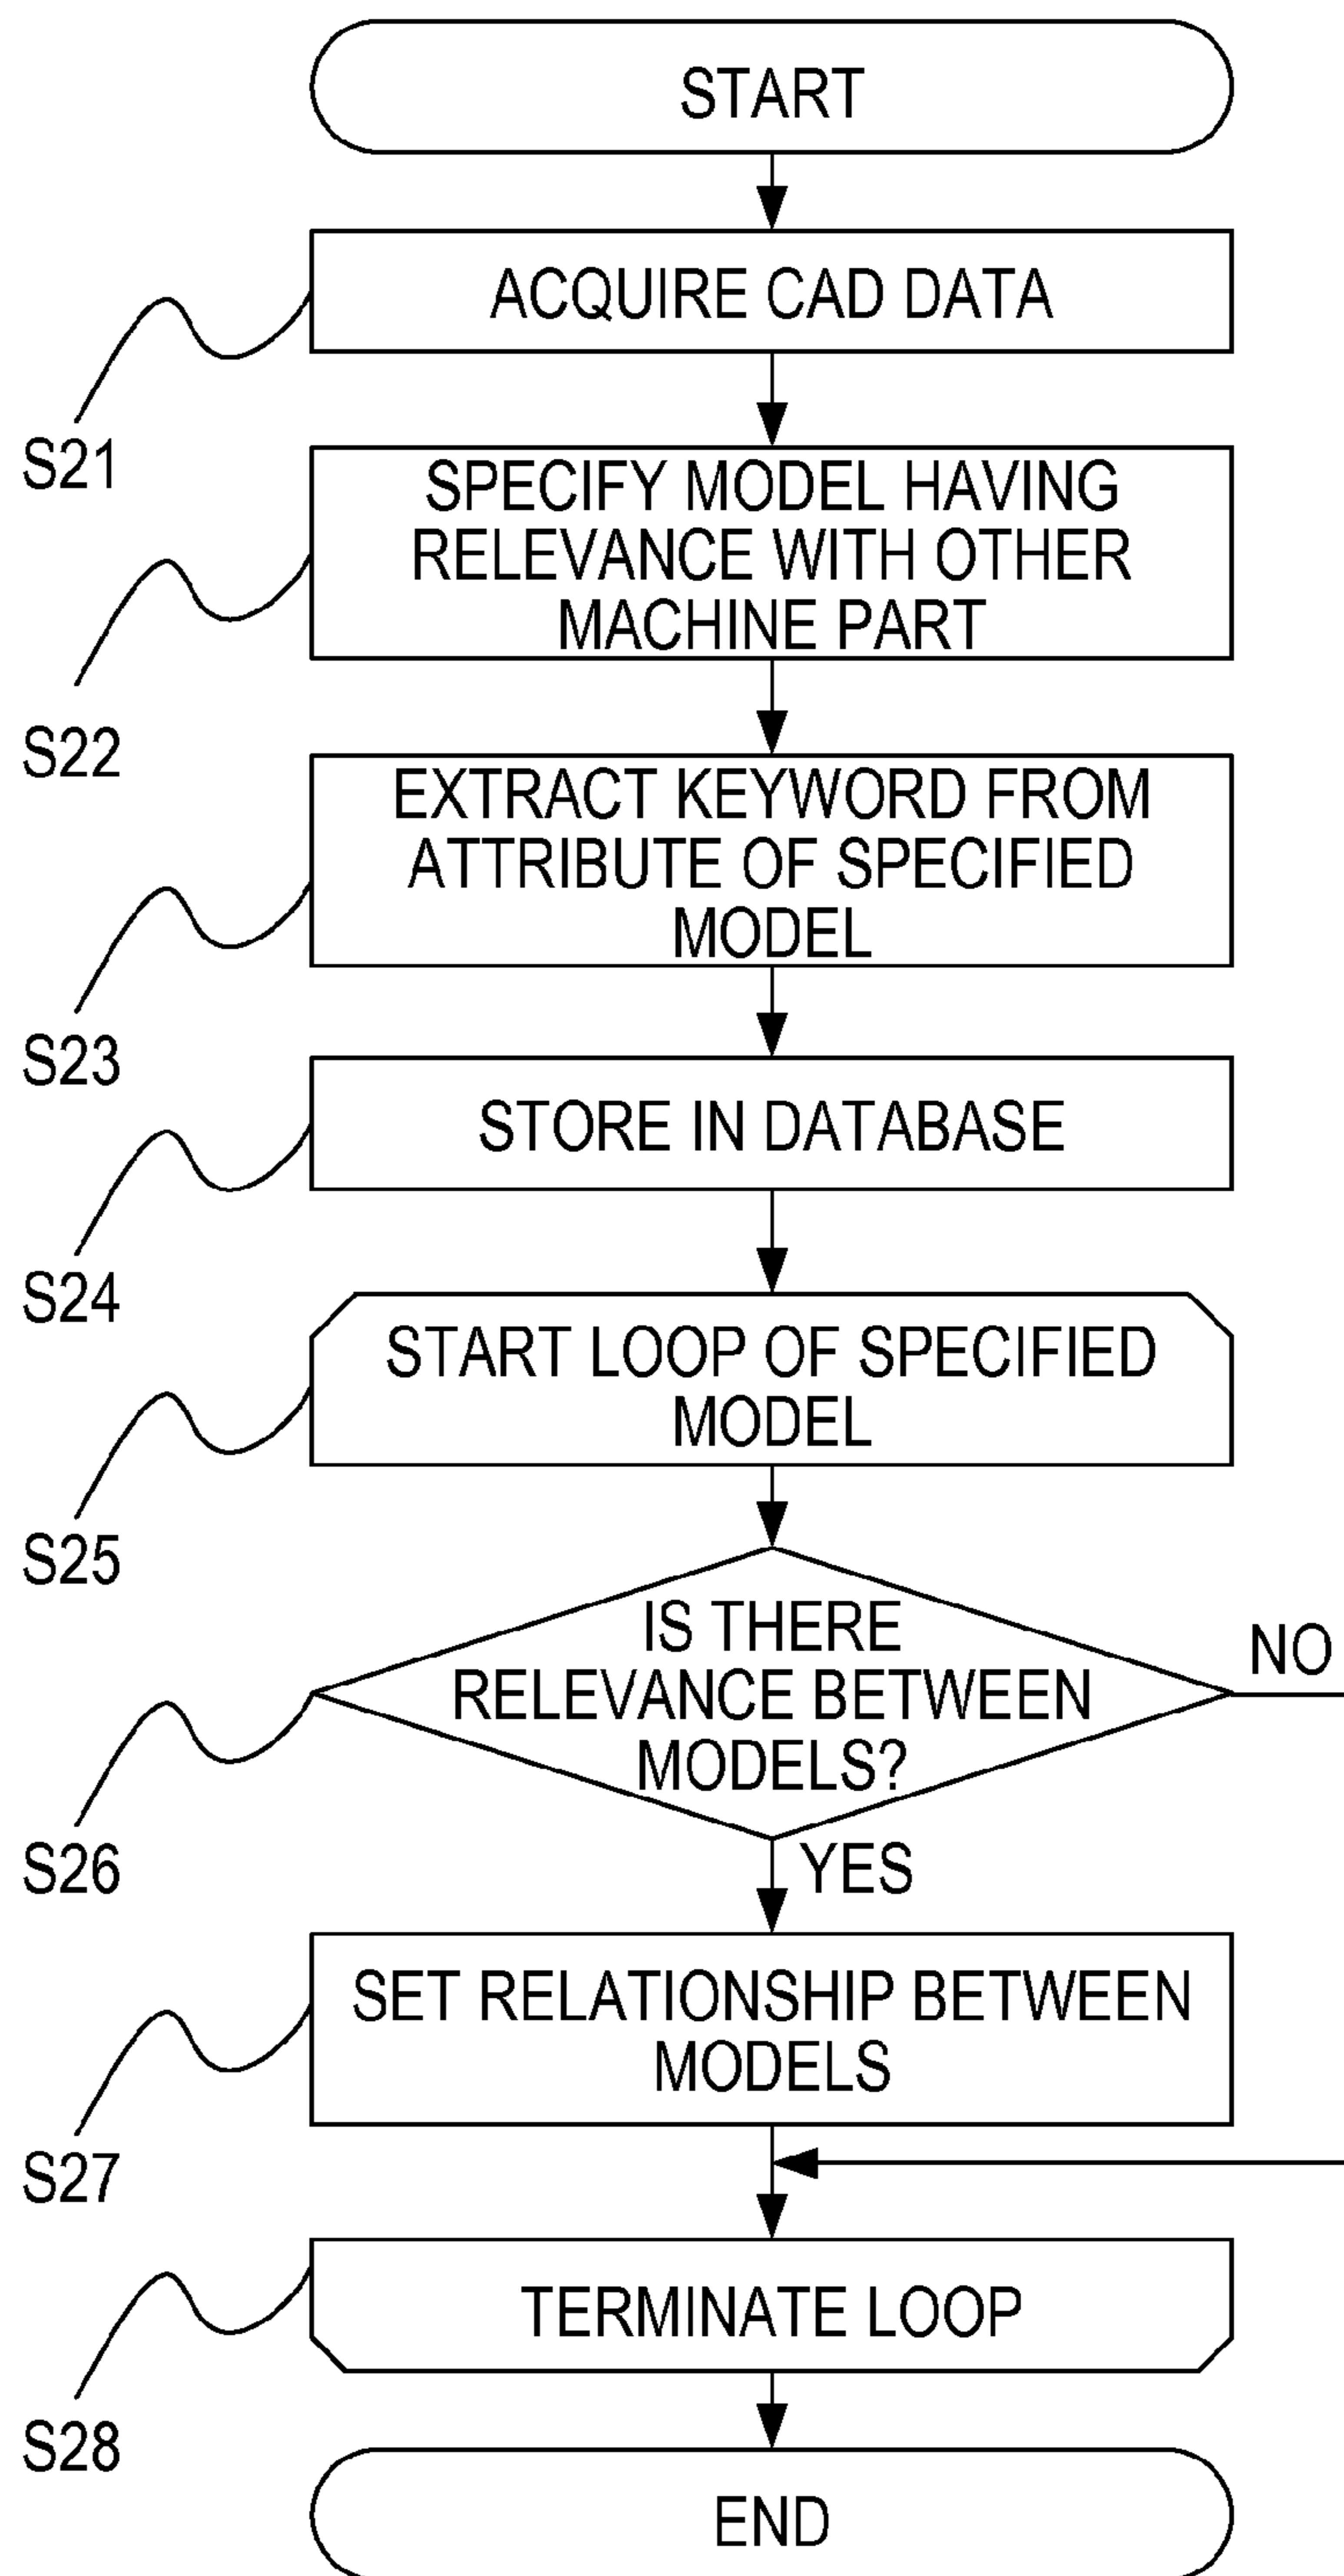 START
ACQUIRE CAD DATA
S21
SPECIFY MODEL HAVING
RELEVANCE WITH OTHER
MACHINE PART
S22
EXTRACT KEYWORD FROM
ATTRIBUTE OF SPECIFIED
MODEL
S23
STORE IN DATABASE
S24
START LOOP OF SPECIFIED
MODEL
S25
IS THERE
RELEVANCE BETWEEN
MODELS?
NO
S26
YES
SET RELATIONSHIP BETWEEN
MODELS
S27
TERMINATE LOOP
S28
END